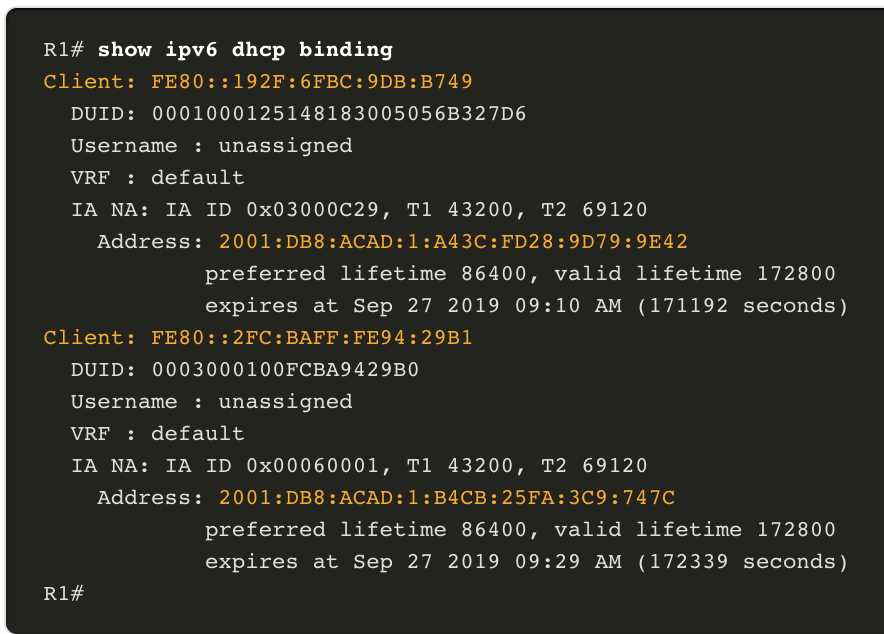 R1# show ipv6 dhcp binding
Client: FE80::192F:6FBC:9DB:B749
DUID: 0001000125148183005056B327D6
Username : unassigned
VRF : default
IA NA: IA ID 0x03000C29, T1 43200, T2 69120
Address: 2001:DB8:ACAD:1:A43C:FD28:9D79:9E42
preferred lifetime 86400, valid lifetime 172800
expires at Sep 27 2019 09:10 AM (171192 seconds)
Client: FE80::2FC:BAFF:FE94:29B1
DUID: 0003000100FCBA9429B0
Username : unassigned
VRF : default
IA NA: IA ID 0x00060001, T1 43200, T2 69120
Address: 2001:DB8:ACAD:1:B4CB:25FA:3C9:747C
preferred lifetime 86400, valid lifetime 172800
expires at Sep 27 2019 09:29 AM (172339 seconds)
R1#